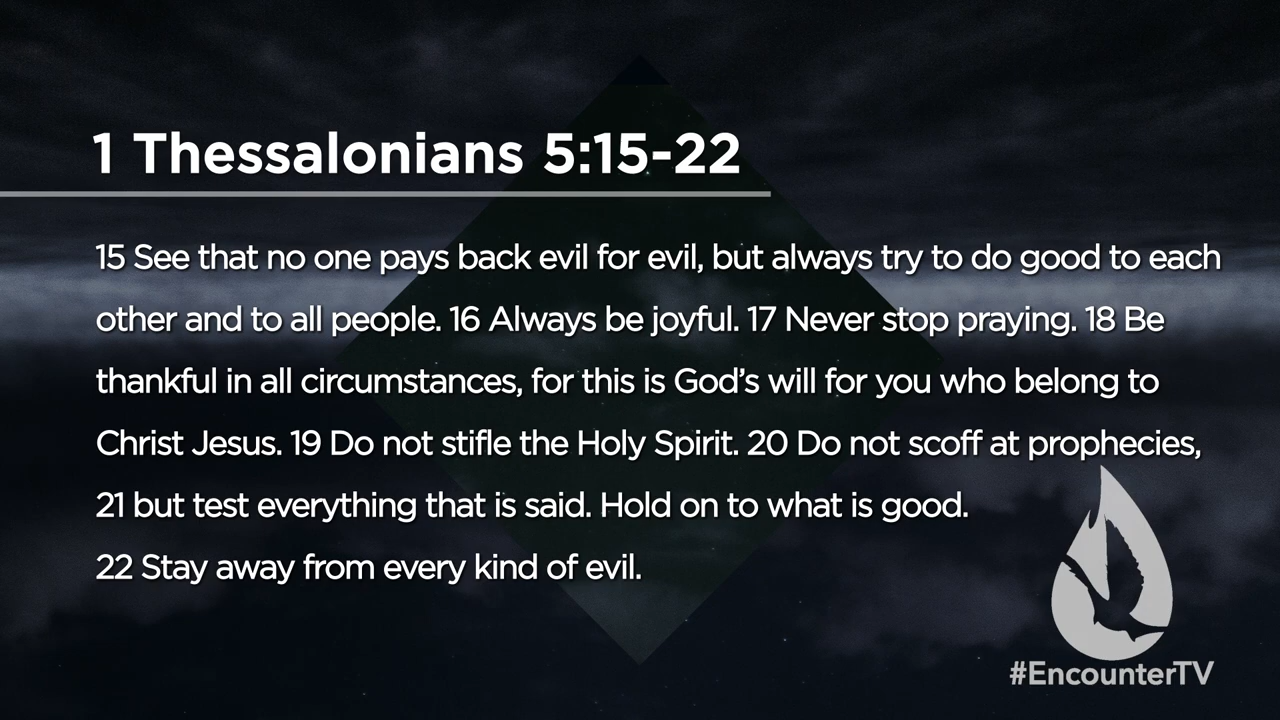 1 Thessalonians 5:15-22
15 See that no one pays back evil for evil, but always try to do good to each
other and to all people. 16 Always be joyful. 17 Never stop praying. 18 Be
thankful in all circumstances, for this is God’s will for you who belong to
Christ Jesus. 19 Do not stifle the Holy Spirit. 20 Do not scoff at prophecies,
21 but test everything that is said. Hold on to what is good.
22 Stay away from every kind of evil.
#EncounterTV